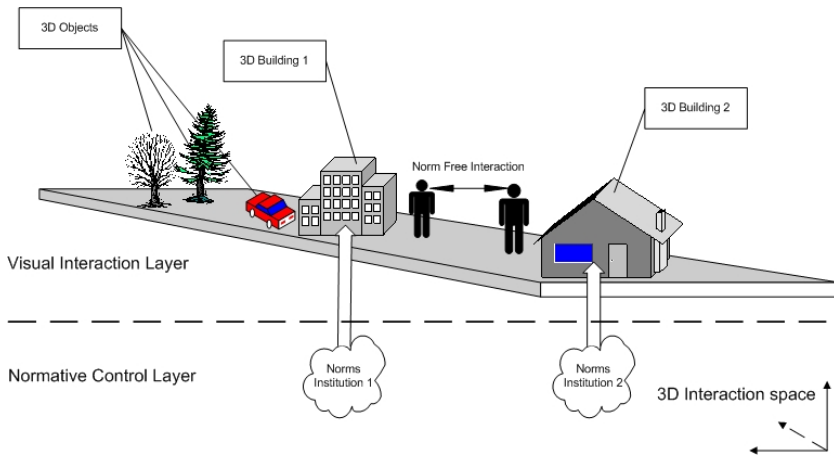 3D Objects
3D Building 1
3D Building 2
Norm Free Interaction
Visual Interaction Layer
Normative Control Layer
Norms
Institution 1
Norms
Institution 2
3D Interaction space